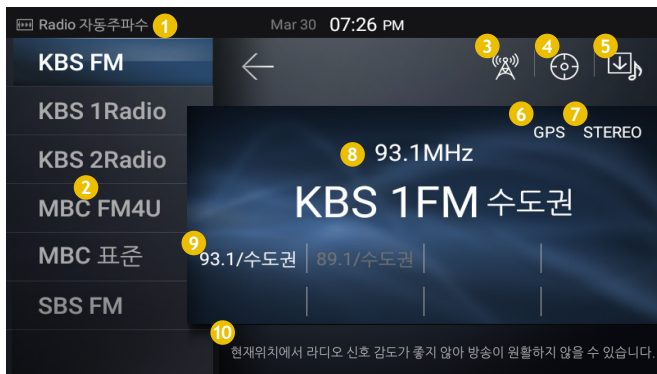 Radio 자동주파수 1
Mar 30 07:26 PM
3 4 5
KBS FM
KBS 1Radio
KBS 2Radio
2
MBC FM4U
MBC 표준
SBS FM
6 7
GPS STEREO
8 93.1MHz
KBS 1FM 수도권
9
93.1/수도권 89.1/수도권
10
현재위치에서 라디오 신호 감도가 좋지 않아 방송이 원활하지 않을 수 있습니다.